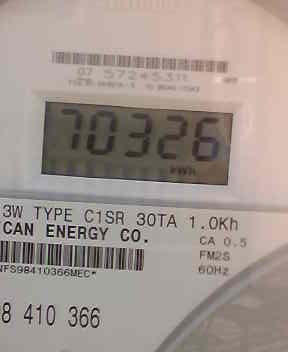 07 57245311
70326
KWH
3W TYPE C1SR 30TA 1.0Kh
CAN ENERGY CO.
CA 0.5
FM2S
NFS98410366MEC*
60Hz
8 410 366